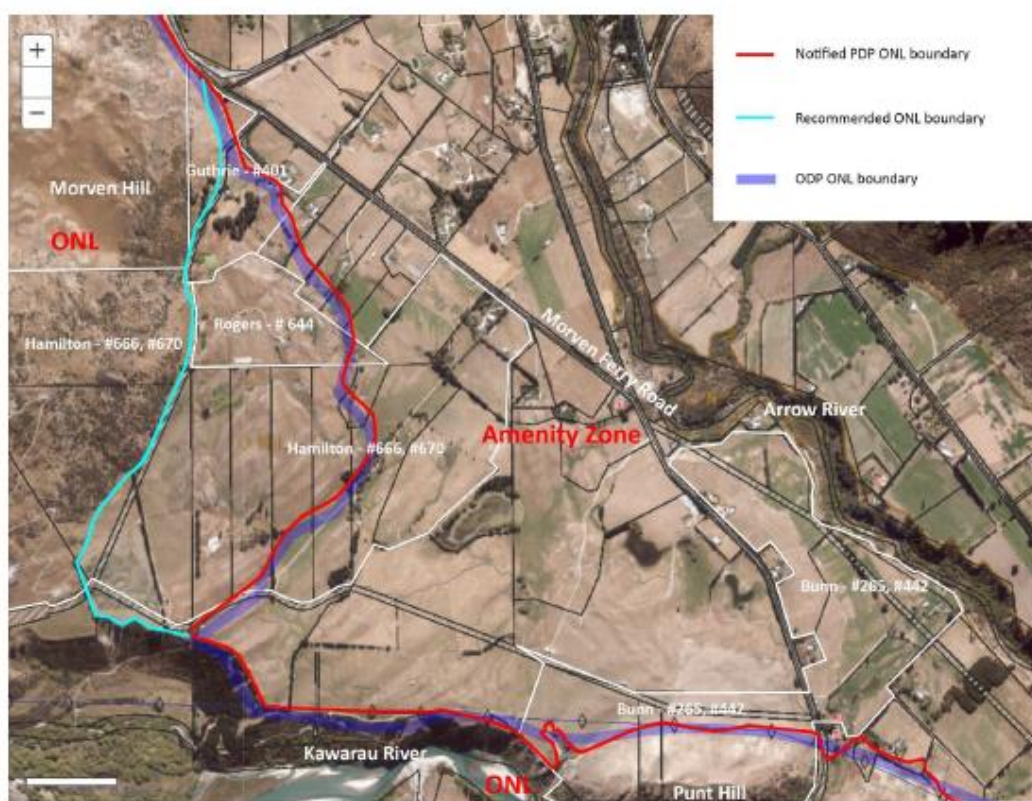 +
−
Notified PDP ONL boundary
Recommended ONL boundary
ODP ONL boundary
Guthrie - #401
Morven Hill
ONL
Rogers - # 644
Hamilton - #666, #670
Morven Ferry Road
Arrow River
Amenity Zone
Hamilton - #666, #670
Bunn - #265, #442
Bunn - #265, #442
Kawarau River
ONL
Punt Hill